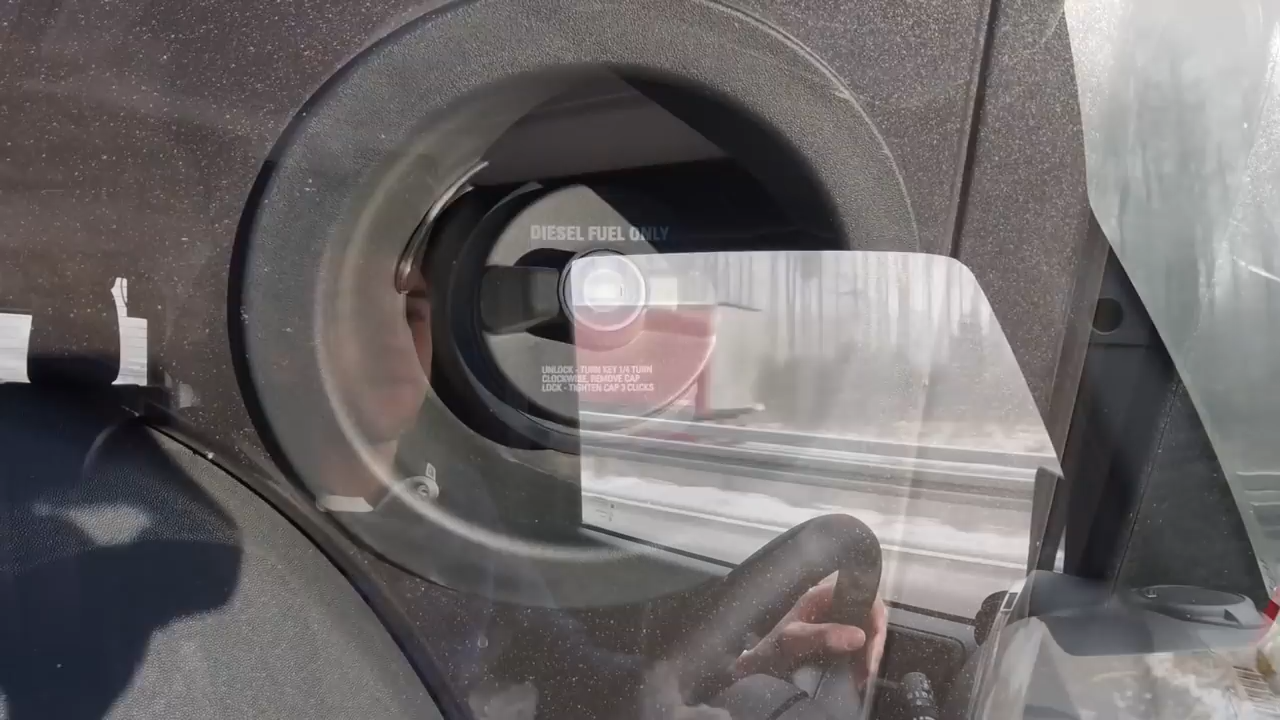 DIESEL FUEL ONLY
UNLOCK - TURN KEY 1/4 TURN
CLOCKWISE, REMOVE CAP
LOCK - TIGHTEN CAP 3 CLICKS